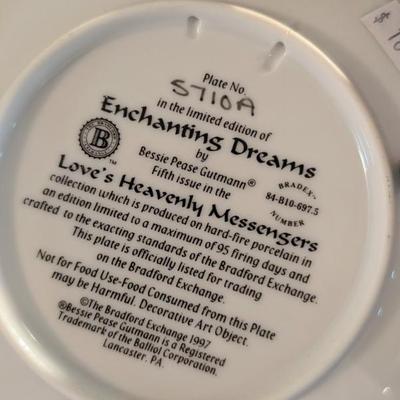 Plate No.
5710A
in the limited edition of
Enchanting Dreams
by
Bessie Pease Gutmann®
Fifth issue in the
B
™
BRADEX
84-B10-697.5
NUMBER
Love's Heavenly Messengers
collection which is produced on hard-fire porcelain in
an edition limited to a maximum of 95 firing days and
crafted to the exacting standards of the Bradford Exchange.
This plate is officially listed for trading
on the Bradford Exchange.
Not for Food Use-Food Consumed from this Plate
may be Harmful. Decorative Art Object.
©The Bradford Exchange 1997
®Bessie Pease Gutmann is a Registered
Trademark of the Balliol Corporation,
Lancaster, PA.